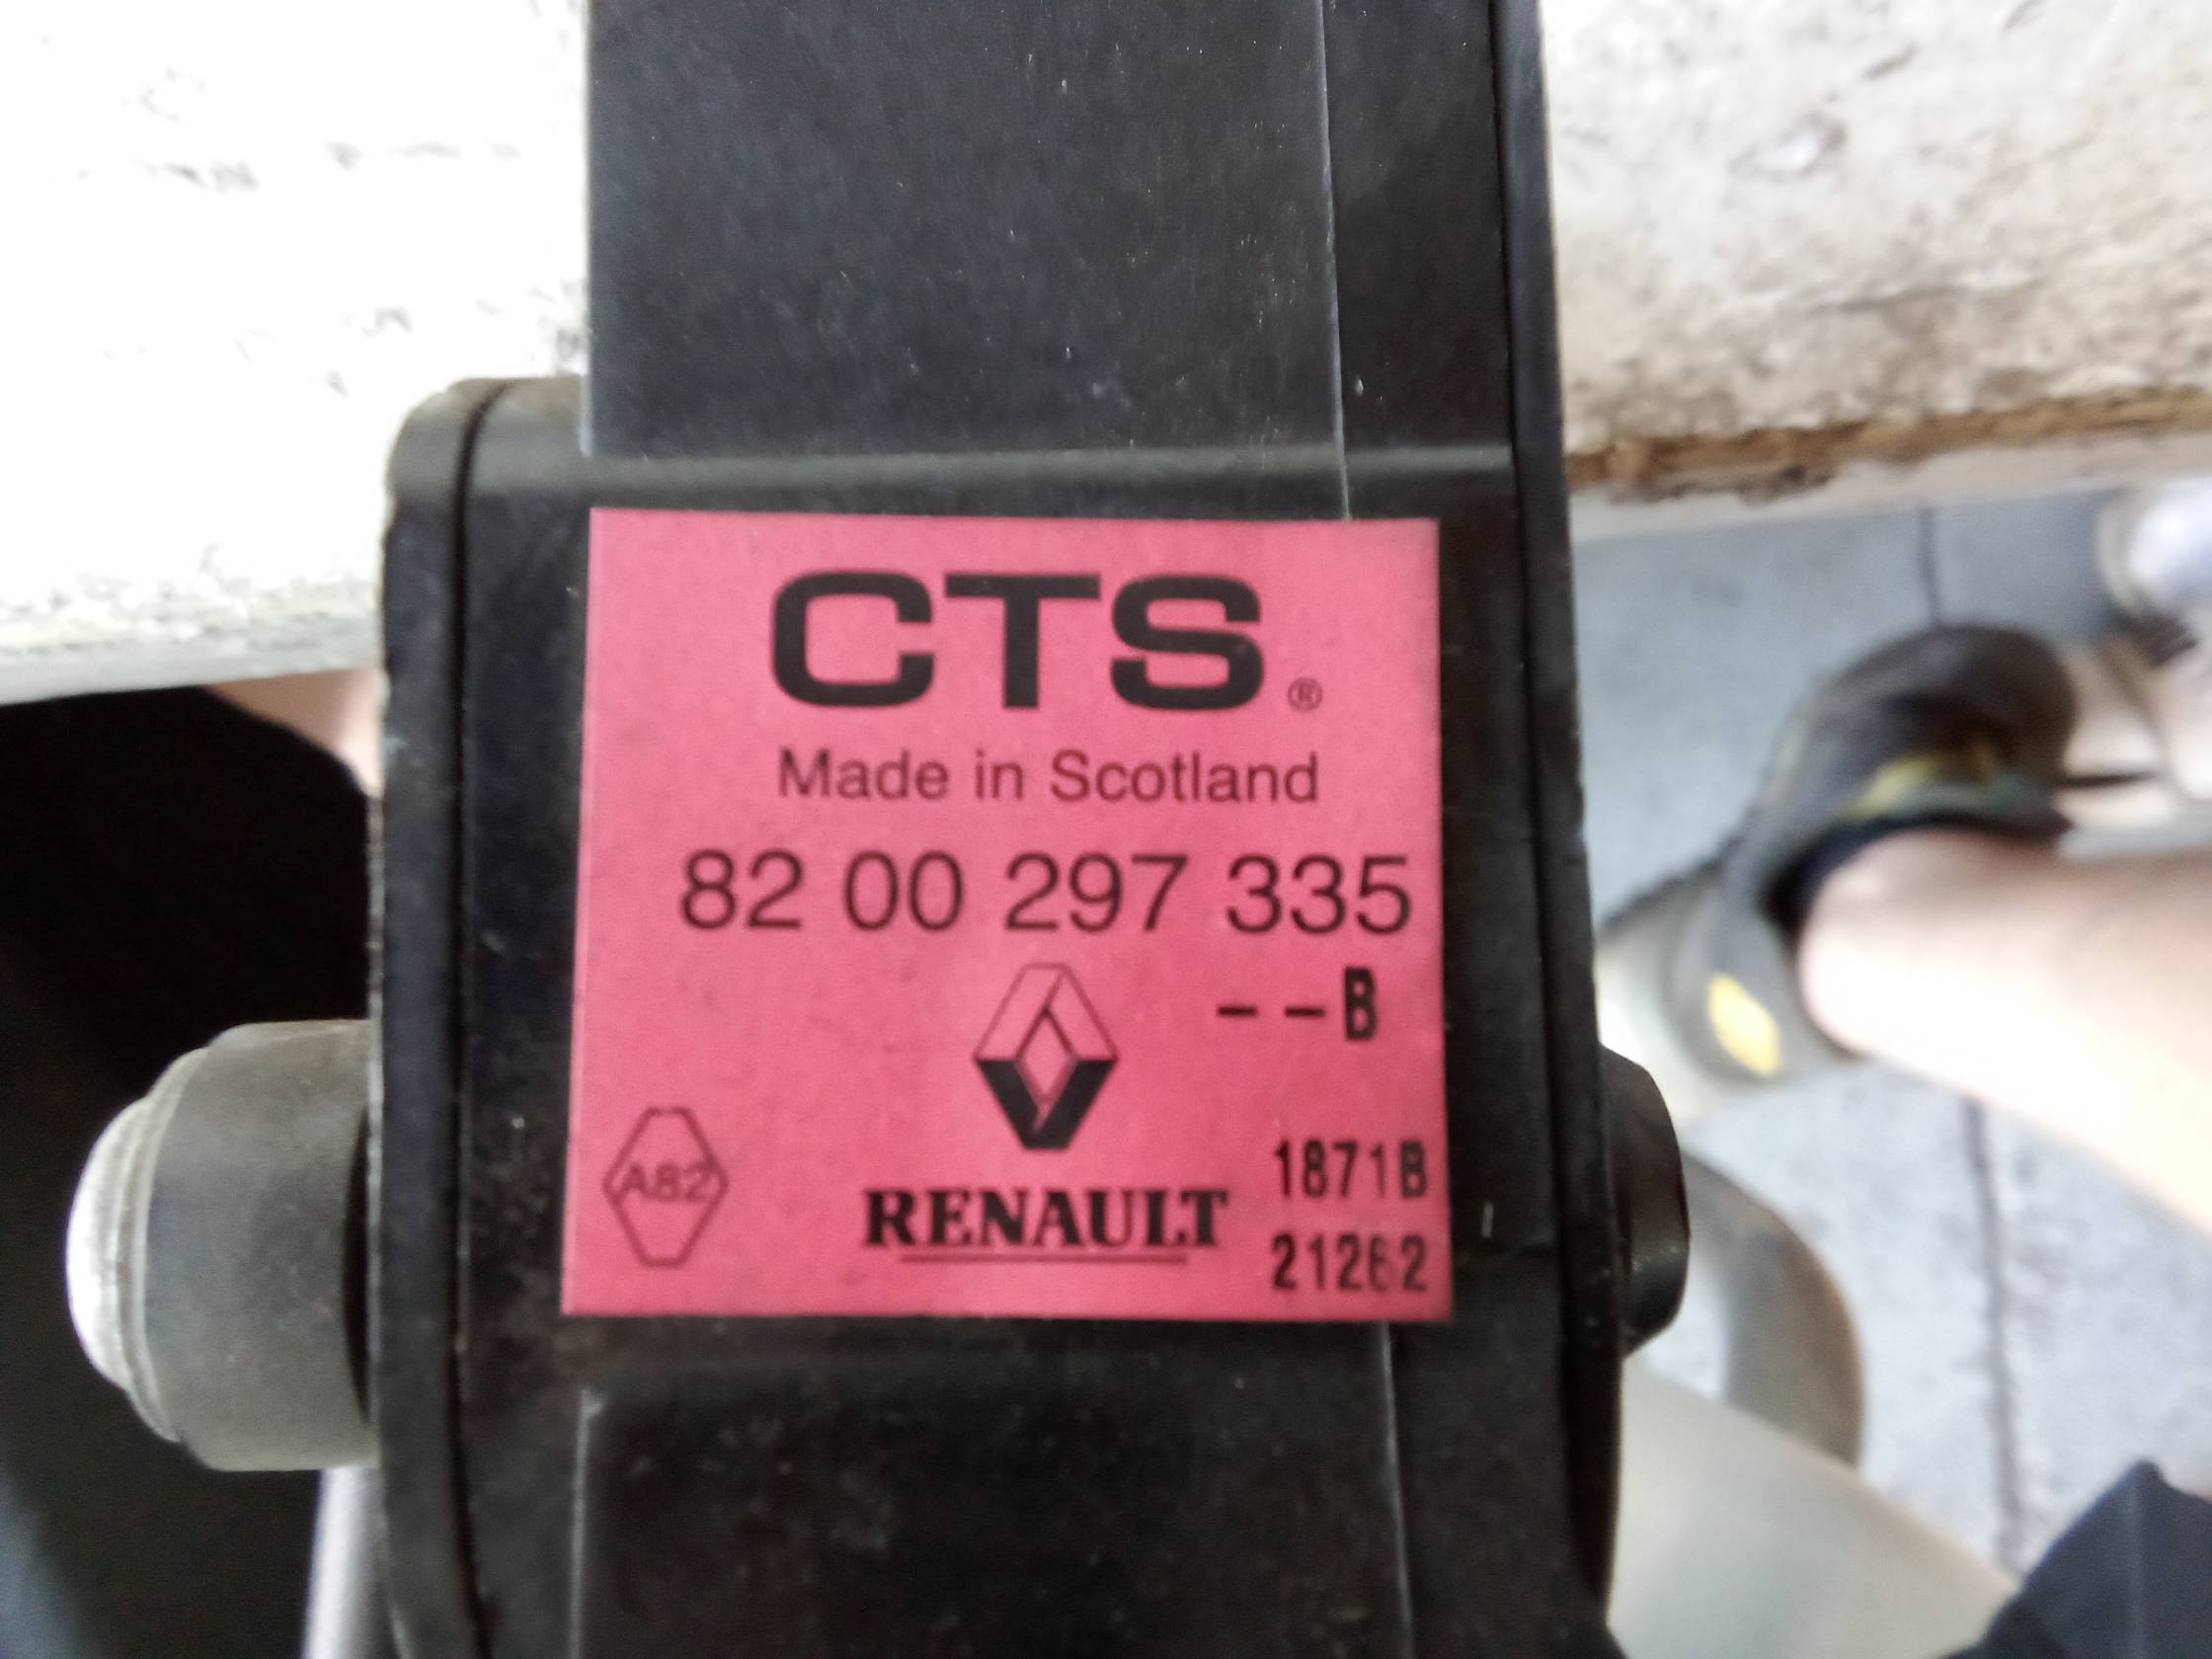 CTS®
Made in Scotland
82 00 297 335
--B
A82
RENAULT
1871B
21262